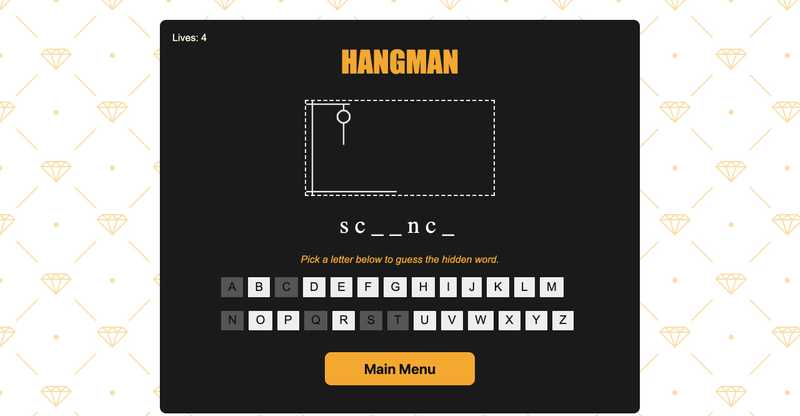 Lives: 4
HANGMAN
s c _ _ n c _
Pick a letter below to guess the hidden word.
A B C D E F G H I J K L M
N O P Q R S T U V W X Y Z
Main Menu